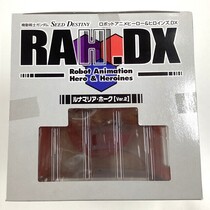 機動戦士ガンダム SEED DESTINY ロボットアニメヒーロー&ヒロインズ.DX
RAH.DX
Robot Animation
Hero & Heroines
ルナマリア・ホーク【Ver.2】